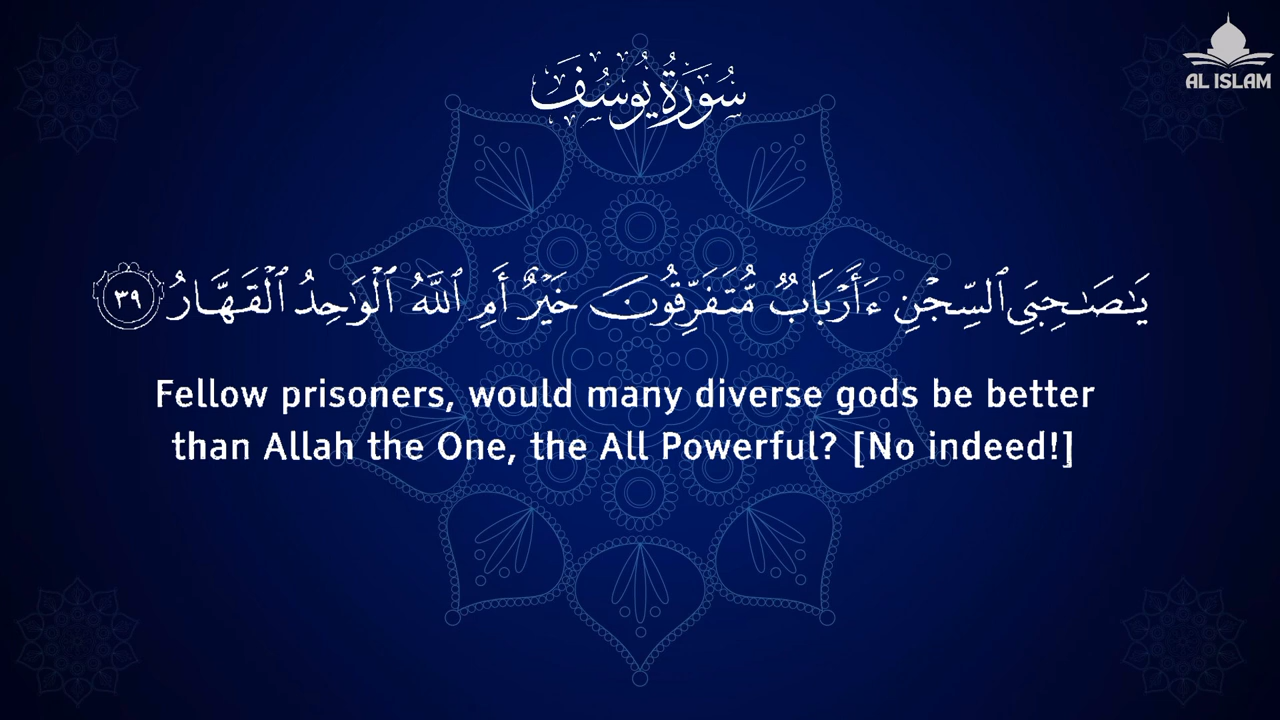 سُورَةُ يُوسُفَ
AL ISLAM
يَـٰصَـٰحِبَىِ ٱلسِّجْنِ ءَأَرْبَابٌ مُّتَفَرِّقُونَ خَيْرٌ أَمِ ٱللَّهُ ٱلْوَٰحِدُ ٱلْقَهَّارُ ٣٩
Fellow prisoners, would many diverse gods be better
than Allah the One, the All Powerful? [No indeed!]